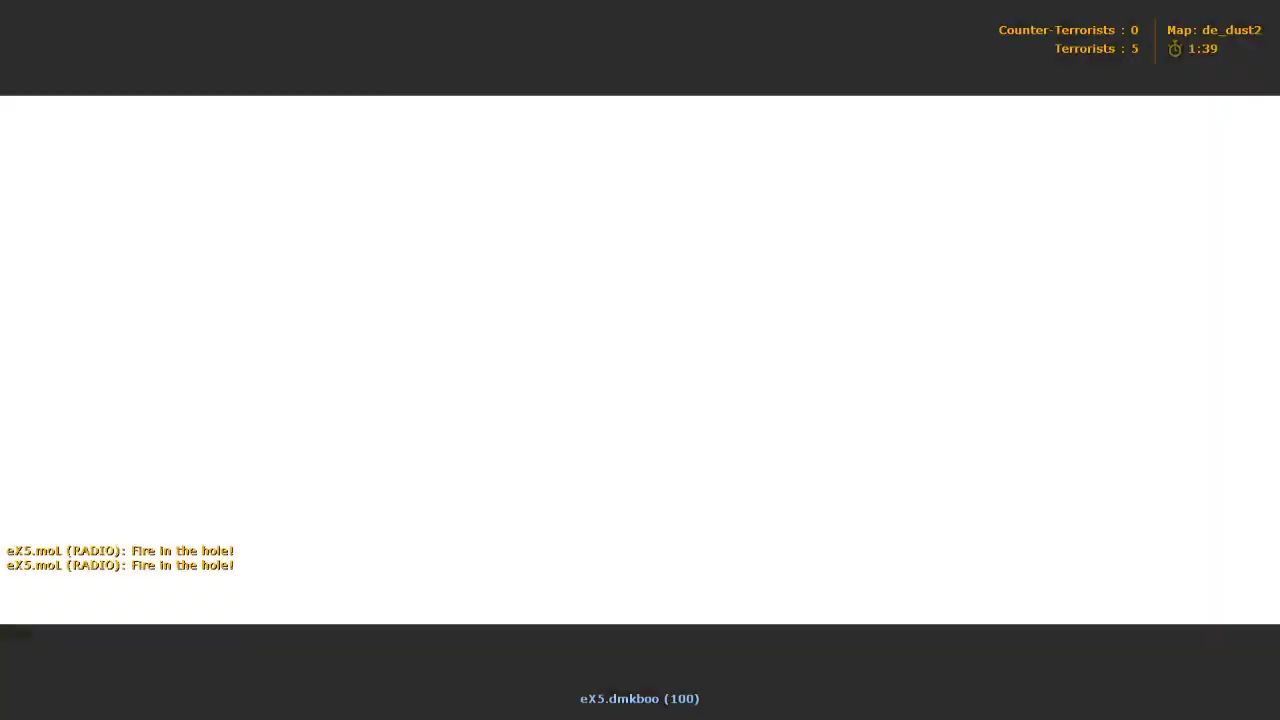 Counter-Terrorists : 0
Terrorists : 5
Map: de_dust2
1:39
eX5.moL (RADIO): Fire in the hole!
eX5.moL (RADIO): Fire in the hole!
eX5.dmkboo (100)